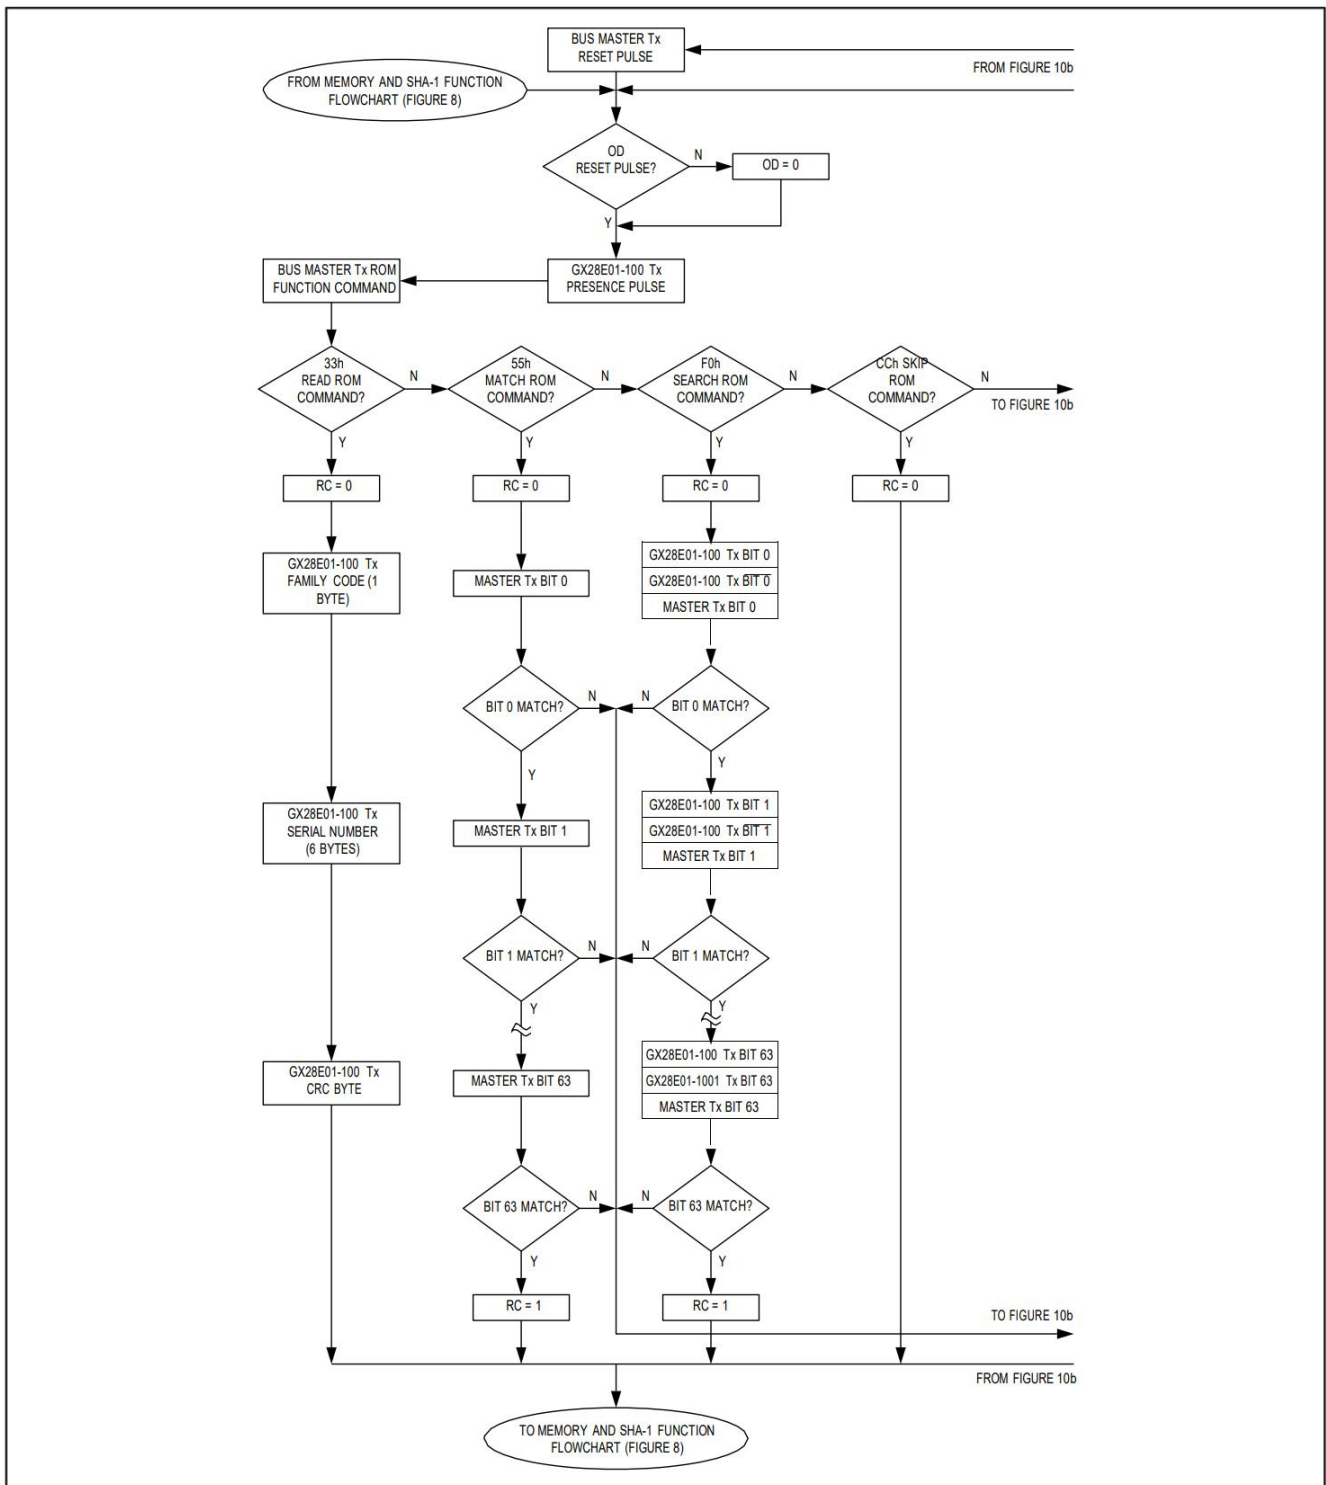 BUS MASTER Tx
RESET PULSE
FROM FIGURE 10b
FROM MEMORY AND SHA-1 FUNCTION
FLOWCHART (FIGURE 8)
OD
RESET PULSE?
N
OD = 0
Y
BUS MASTER Tx ROM
FUNCTION COMMAND
GX28E01-100 Tx
PRESENCE PULSE
33h
READ ROM
COMMAND?
N
55h
MATCH ROM
COMMAND?
N
F0h
SEARCH ROM
COMMAND?
N
CCh SKIP
ROM
COMMAND?
N
TO FIGURE 10b
Y
Y
Y
Y
RC = 0
RC = 0
RC = 0
RC = 0
GX28E01-100 Tx
FAMILY CODE (1
BYTE)
MASTER Tx BIT 0
GX28E01-100 Tx BIT 0
GX28E01-100 Tx B̅I̅T̅ ̅0̅
MASTER Tx BIT 0
BIT 0 MATCH?
N
N
BIT 0 MATCH?
Y
Y
GX28E01-100 Tx
SERIAL NUMBER
(6 BYTES)
MASTER Tx BIT 1
GX28E01-100 Tx BIT 1
GX28E01-100 Tx B̅I̅T̅ ̅1̅
MASTER Tx BIT 1
BIT 1 MATCH?
N
N
BIT 1 MATCH?
Y
Y
GX28E01-100 Tx
CRC BYTE
MASTER Tx BIT 63
GX28E01-100 Tx BIT 63
GX28E01-1001 Tx BIT 63
MASTER Tx BIT 63
BIT 63 MATCH?
N
N
BIT 63 MATCH?
Y
Y
RC = 1
RC = 1
TO FIGURE 10b
FROM FIGURE 10b
TO MEMORY AND SHA-1 FUNCTION
FLOWCHART (FIGURE 8)